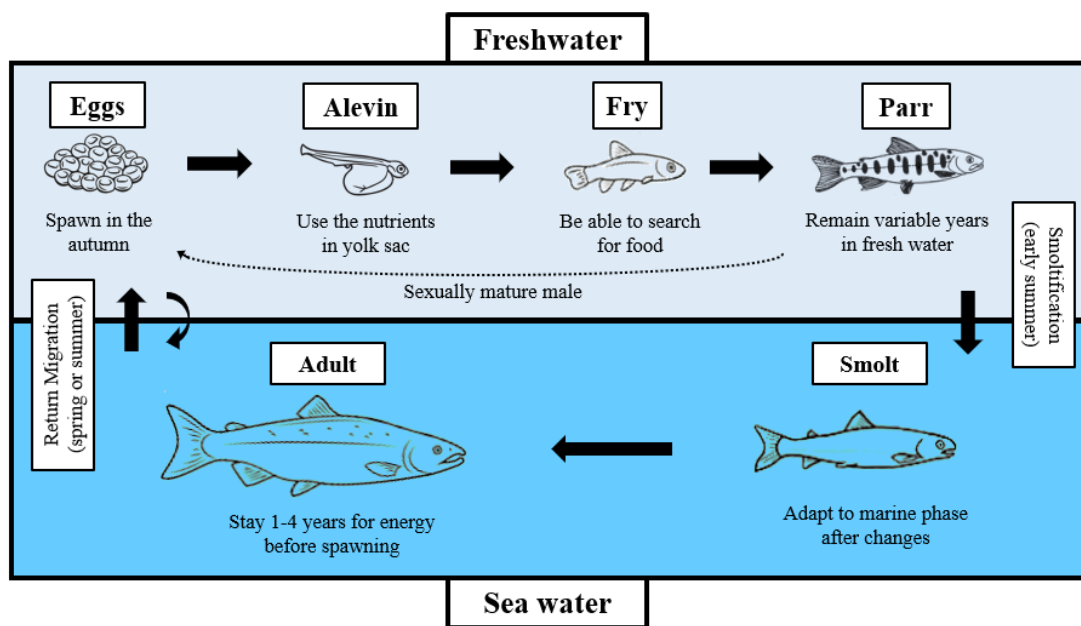 Freshwater
Eggs
Alevin
Fry
Parr
Spawn in the
autumn
Use the nutrients
in yolk sac
Be able to search
for food
Remain variable years
in fresh water
Sexually mature male
Smoltification
(early summer)
Return Migration
(spring or summer)
Adult
Smolt
Stay 1-4 years for energy
before spawning
Adapt to marine phase
after changes
Sea water